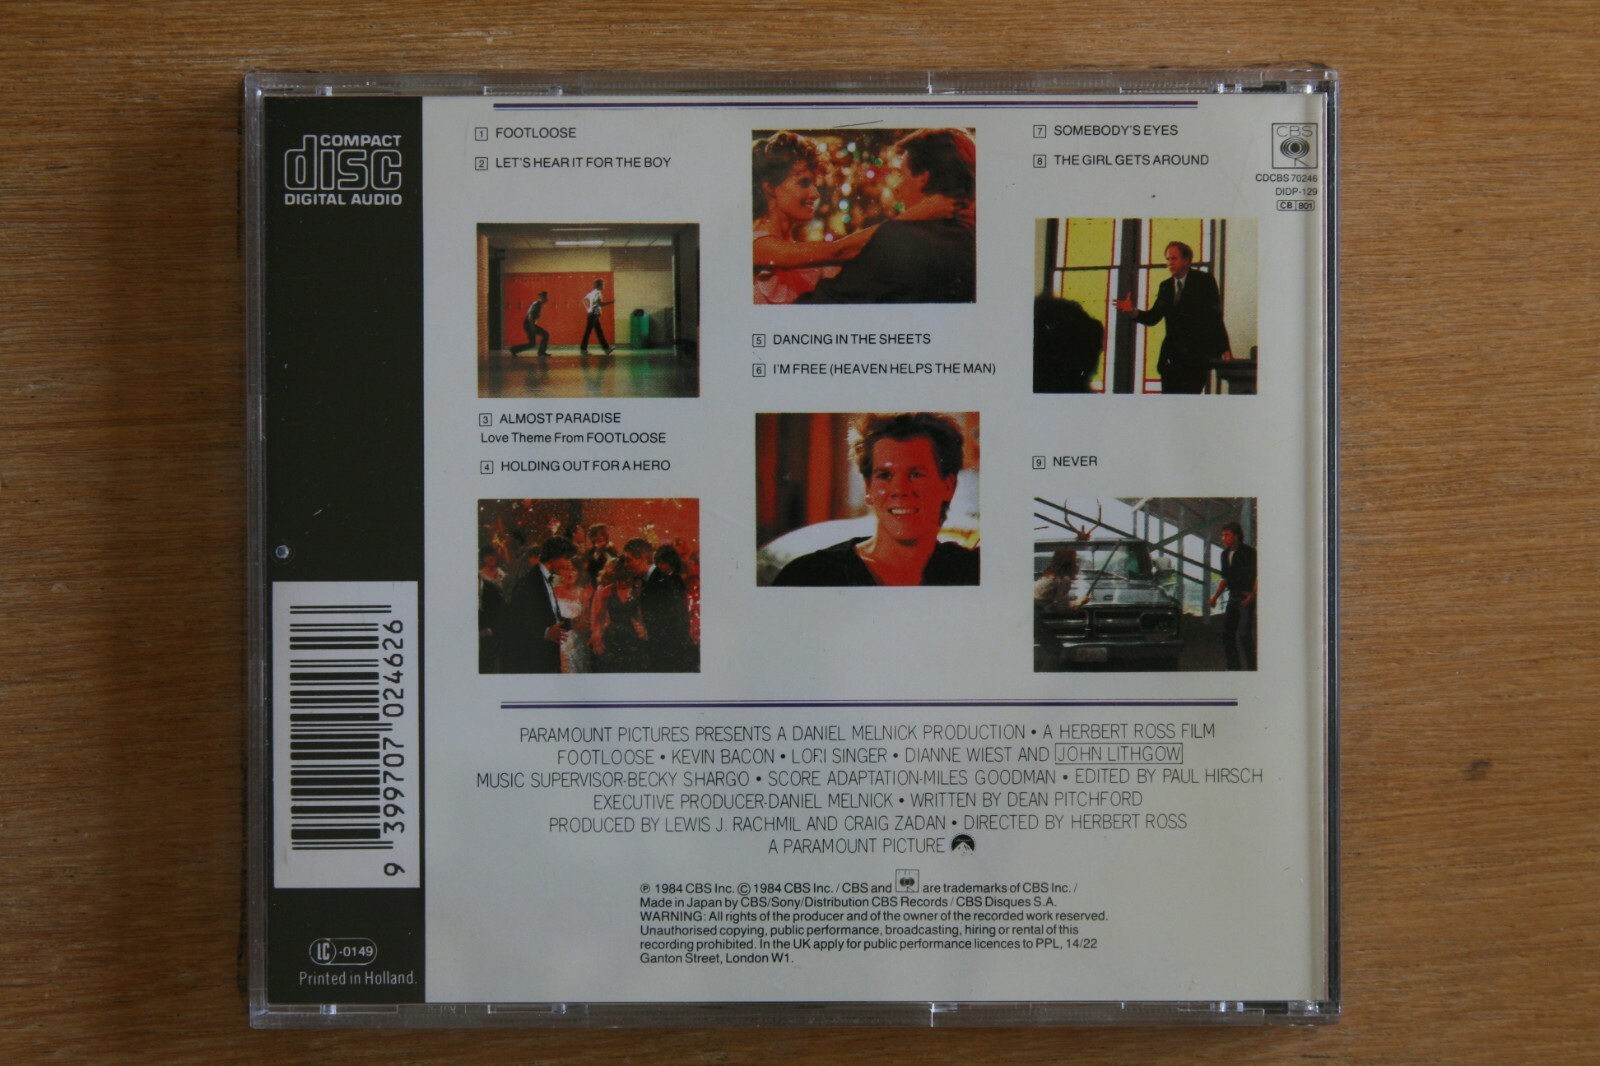 COMPACT
disc
DIGITAL AUDIO
1 FOOTLOOSE
2 LET'S HEAR IT FOR THE BOY
3 ALMOST PARADISE
Love Theme From FOOTLOOSE
4 HOLDING OUT FOR A HERO
5 DANCING IN THE SHEETS
6 I'M FREE (HEAVEN HELPS THE MAN)
7 SOMEBODY'S EYES
8 THE GIRL GETS AROUND
9 NEVER
CBS
CDCBS 70246
DIDP-129
CB 801
PARAMOUNT PICTURES PRESENTS A DANIEL MELNICK PRODUCTION • A HERBERT ROSS FILM
FOOTLOOSE • KEVIN BACON • LORI SINGER • DIANNE WIEST AND JOHN LITHGOW
MUSIC SUPERVISOR-BECKY SHARGO • SCORE ADAPTATION-MILES GOODMAN • EDITED BY PAUL HIRSCH
EXECUTIVE PRODUCER-DANIEL MELNICK • WRITTEN BY DEAN PITCHFORD
PRODUCED BY LEWIS J. RACHMIL AND CRAIG ZADAN • DIRECTED BY HERBERT ROSS
A PARAMOUNT PICTURE
℗ 1984 CBS Inc. © 1984 CBS Inc. / CBS and are trademarks of CBS Inc. /
Made in Japan by CBS/Sony/Distribution CBS Records / CBS Disques S.A.
WARNING: All rights of the producer and of the owner of the recorded work reserved.
Unauthorised copying, public performance, broadcasting, hiring or rental of this
recording prohibited. In the UK apply for public performance licences to PPL, 14/22
Ganton Street, London W1.
9 399707 024626
LC -0149
Printed in Holland.